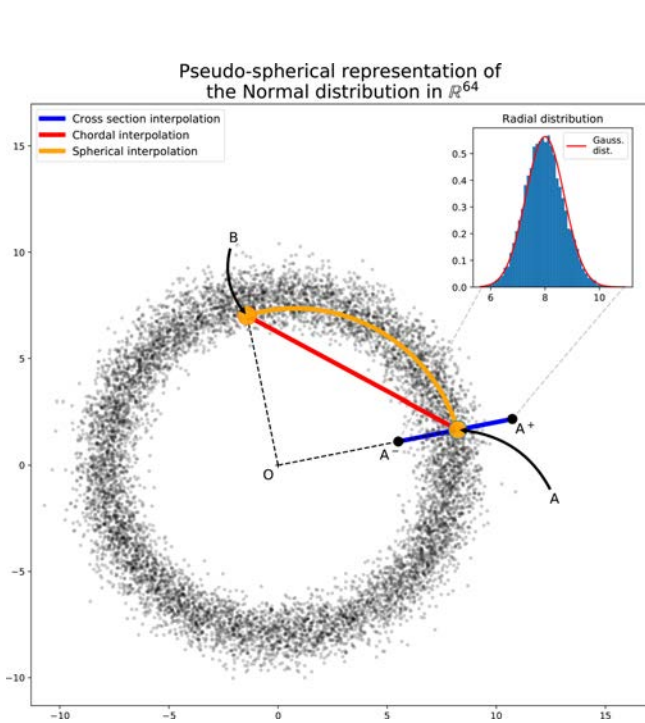 Pseudo-spherical representation of
the Normal distribution in ℝ⁶⁴
Cross section interpolation
Chordal interpolation
Spherical interpolation
Radial distribution
Gauss.
dist.
0.5
0.4
0.3
0.2
0.1
0.0
6
8
10
15
10
5
0
−5
−10
B
A⁺
A⁻
O
A
−10
−5
0
5
10
15